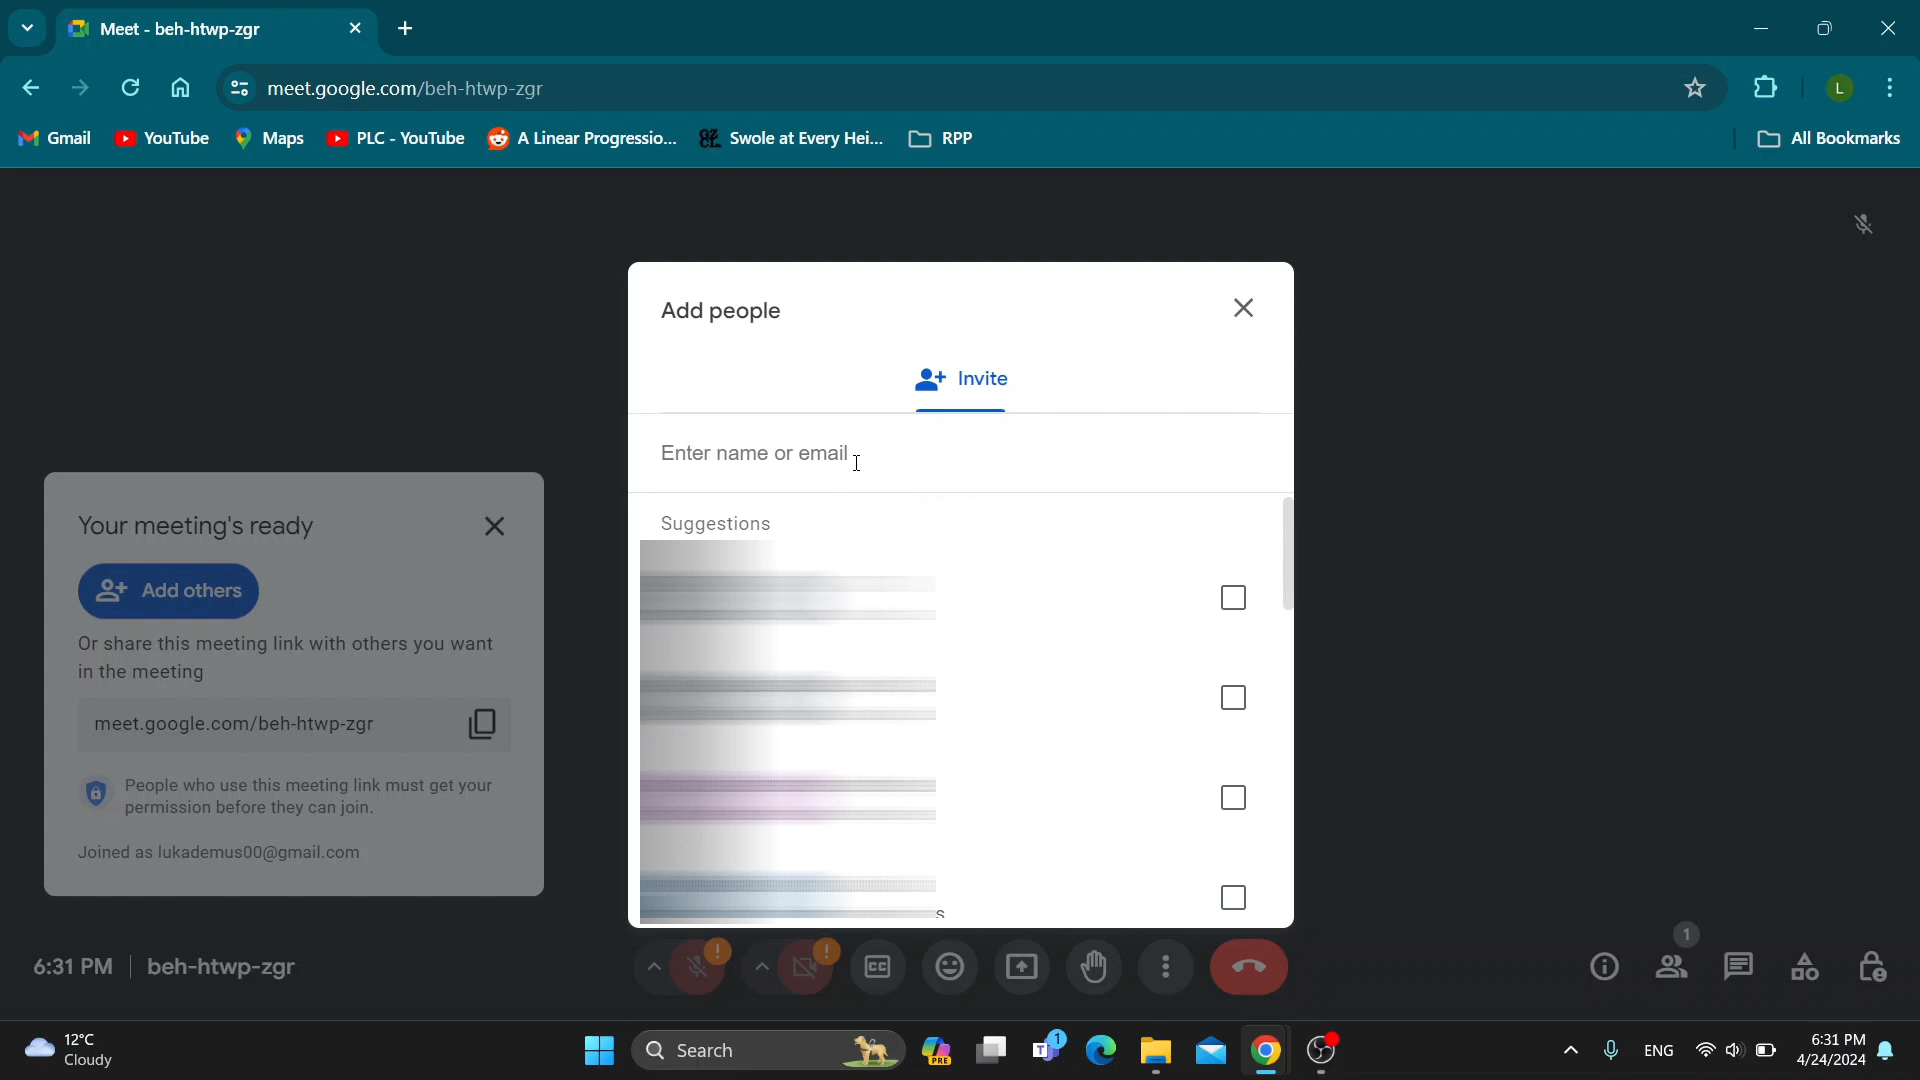 Meet - beh-htwp-zgr
meet.google.com/beh-htwp-zgr
L
Gmail
YouTube
Maps
PLC - YouTube
A Linear Progressio...
Swole at Every Hei...
RPP
All Bookmarks
Add people
Invite
Enter name or email
Suggestions
s
Your meeting's ready
Add others
Or share this meeting link with others you want
in the meeting
meet.google.com/beh-htwp-zgr
People who use this meeting link must get your
permission before they can join.
Joined as lukademus00@gmail.com
6:31 PM | beh-htwp-zgr
CC
1
12°C
Cloudy
Search
PRE
1
ENG
6:31 PM
4/24/2024